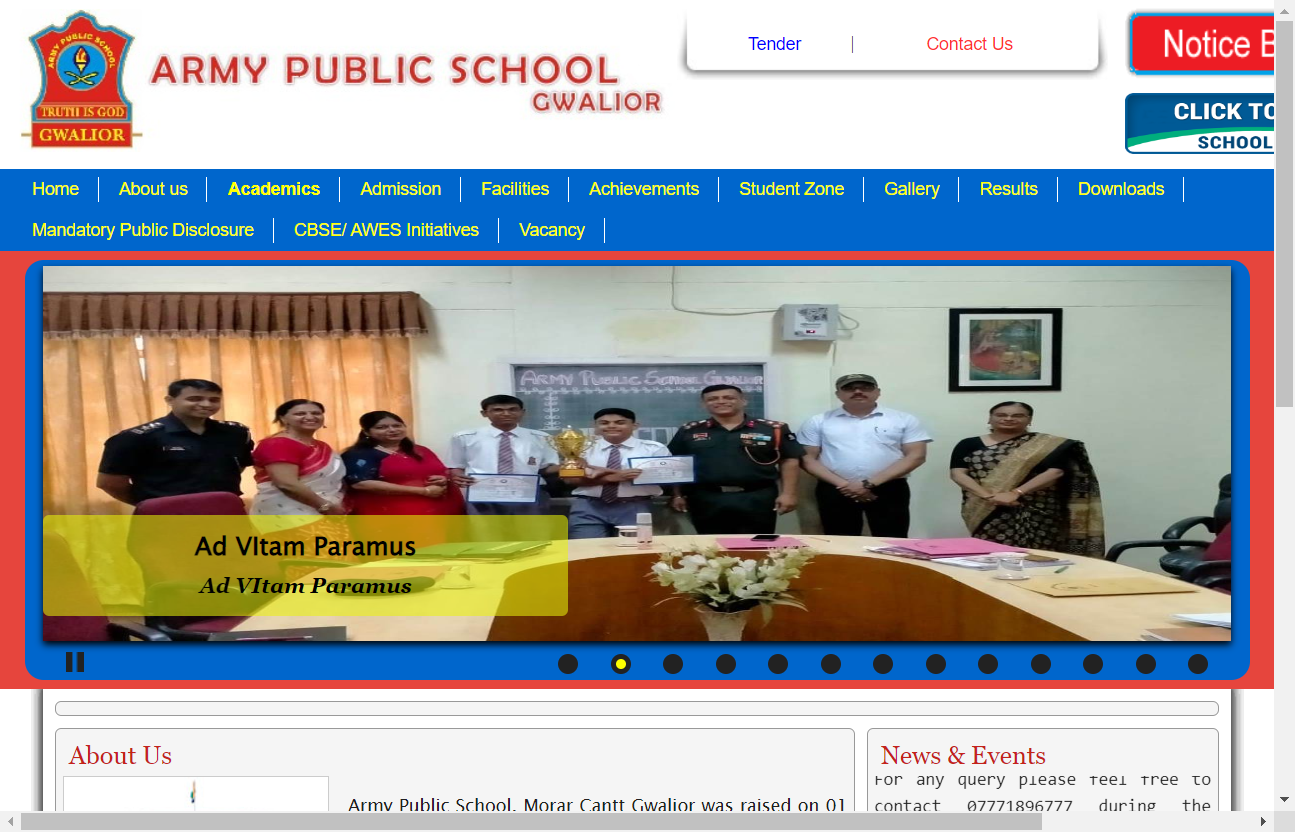 ARMY PUBLIC SCHOOL
TRUTH IS GOD
GWALIOR
ARMY PUBLIC SCHOOL
GWALIOR
Tender
Contact Us
Notice B
CLICK TO
SCHOOL
Home
About us
Academics
Admission
Facilities
Achievements
Student Zone
Gallery
Results
Downloads
Mandatory Public Disclosure
CBSE/ AWES Initiatives
Vacancy
Army Public School Gwalior
Ad VItam Paramus
Ad VItam Paramus
About Us
Army Public School, Morar Cantt Gwalior was raised on 01
News & Events
For any query please feel free to
contact 07771896777 during the